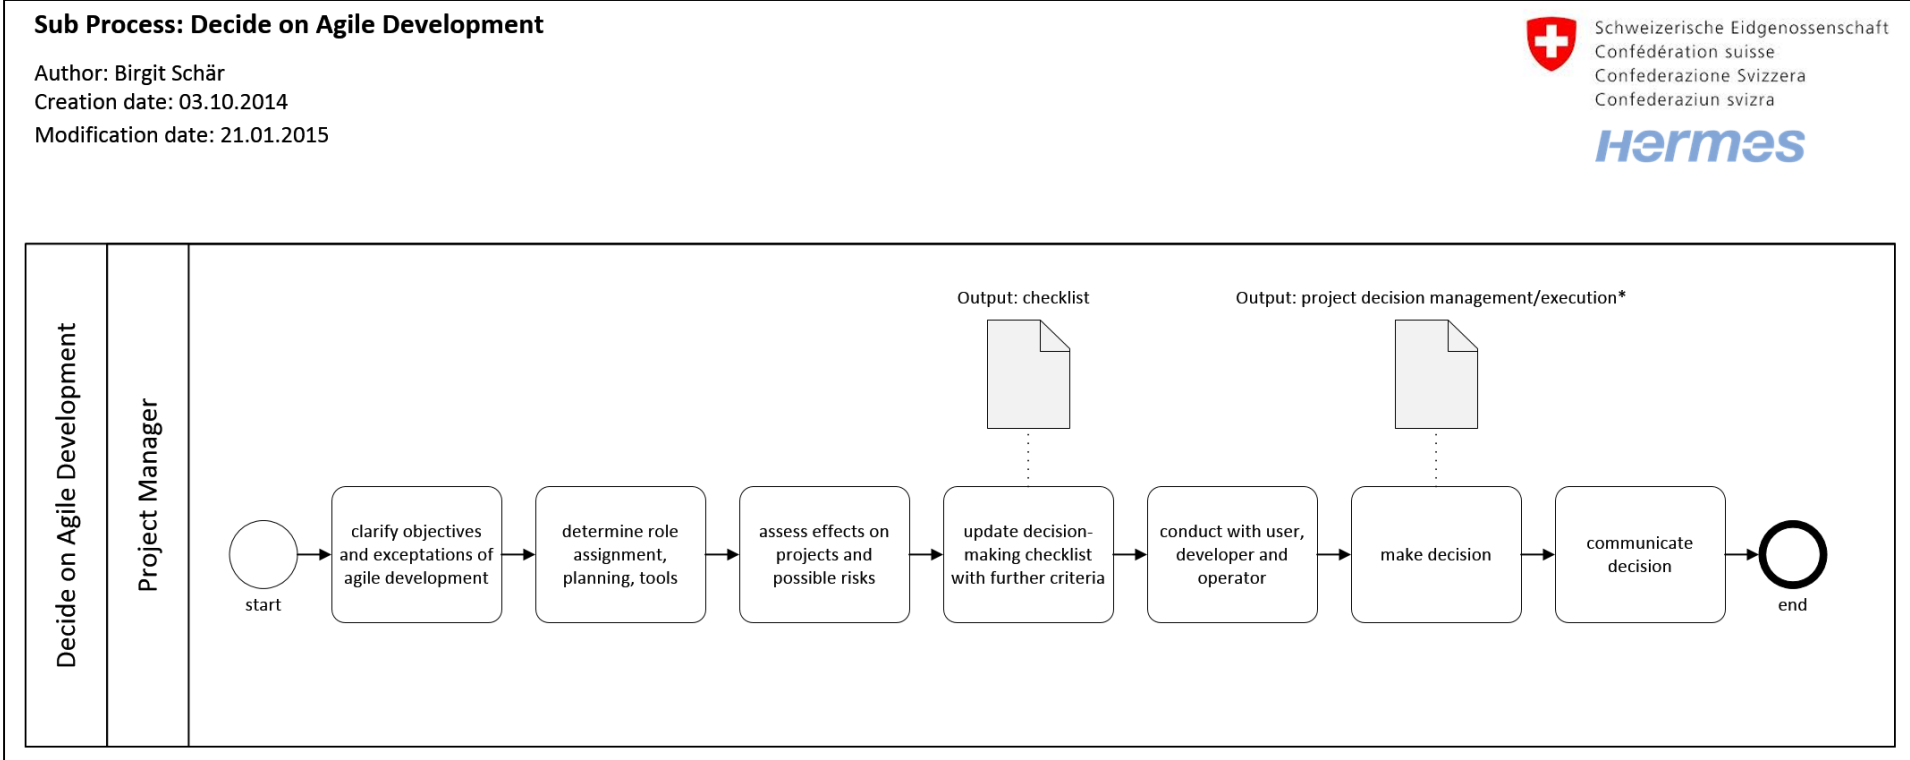 Sub Process: Decide on Agile Development
Author: Birgit Schär
Creation date: 03.10.2014
Modification date: 21.01.2015
Schweizerische Eidgenossenschaft
Confédération suisse
Confederazione Svizzera
Confederaziun svizra
Hermes
Decide on Agile Development
Project Manager
Output: checklist
Output: project decision management/execution*
start
clarify objectives
and exceptations of
agile development
determine role
assignment,
planning, tools
assess effects on
projects and
possible risks
update decision-
making checklist
with further criteria
conduct with user,
developer and
operator
make decision
communicate
decision
end